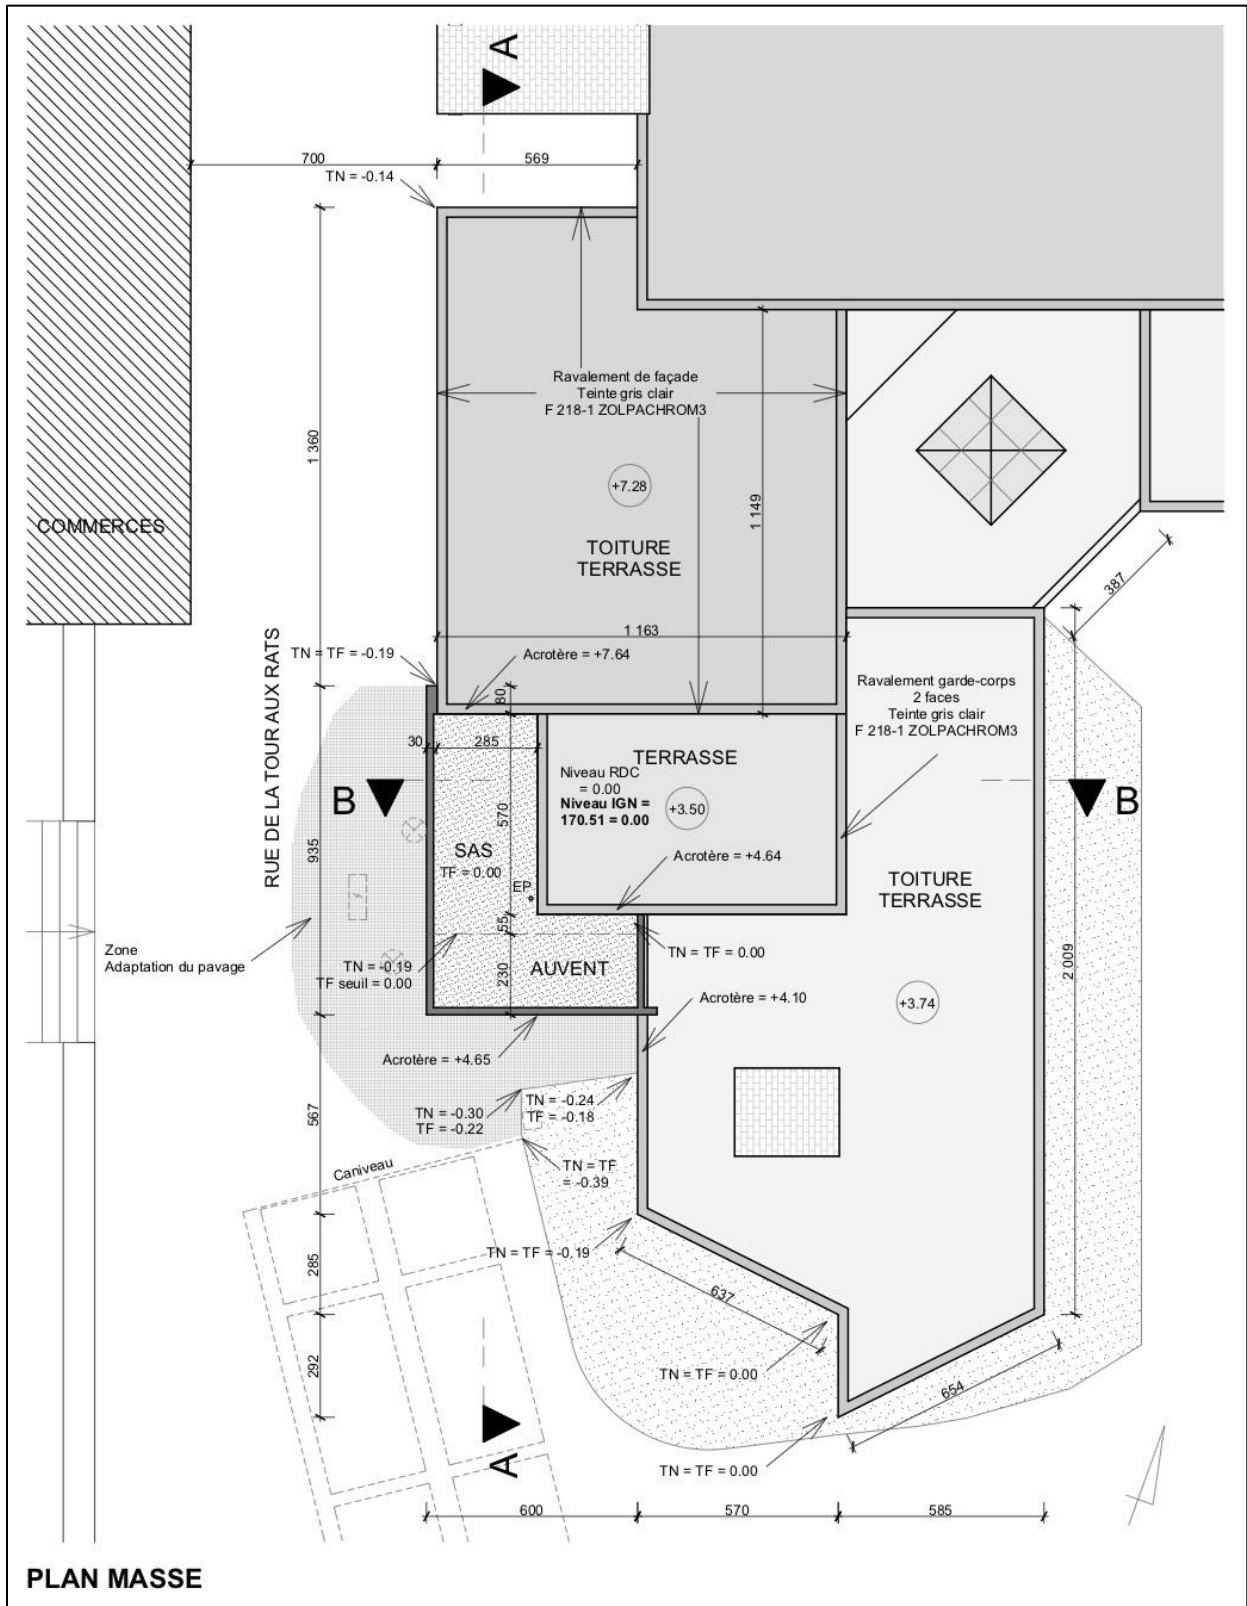 A
700
569
TN = -0.14
Ravalement de façade
Teinte gris clair
F 218-1 ZOLPACHROM3
1 360
+7.28
1 149
COMMERCES
TOITURE
TERRASSE
387
1 163
RUE DE LA TOUR AUX RATS
TN = TF = -0.19
Acrotère = +7.64
Ravalement garde-corps
2 faces
Teinte gris clair
F 218-1 ZOLPACHROM3
80
30
285
TERRASSE
Niveau RDC
= 0.00
Niveau IGN =
170.51 = 0.00
+3.50
B
B
570
935
SAS
TF = 0.00
Acrotère = +4.64
EP
TOITURE
TERRASSE
55
Zone
Adaptation du pavage
TN = -0.19
TF seuil = 0.00
AUVENT
TN = TF = 0.00
230
2 009
Acrotère = +4.10
+3.74
Acrotère = +4.65
TN = -0.30
TF = -0.22
TN = -0.24
TF = -0.18
567
Caniveau
TN = TF
= -0.39
TN = TF = -0.19
285
637
292
TN = TF = 0.00
654
A
TN = TF = 0.00
600
570
585
PLAN MASSE